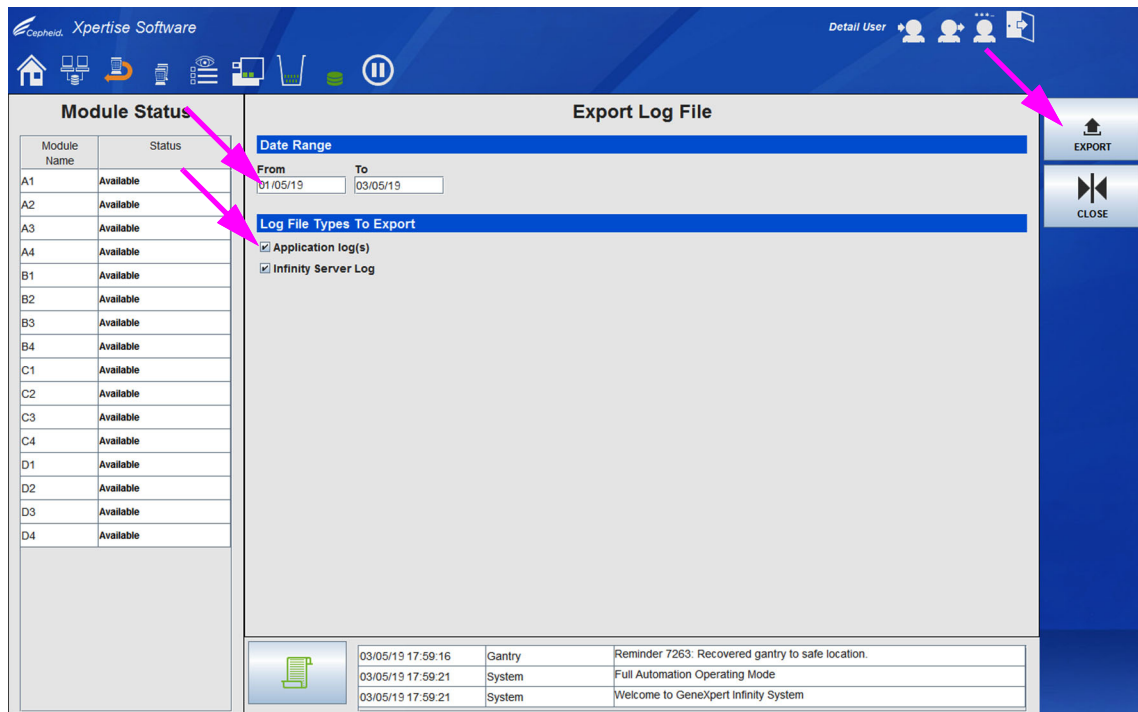 Cepheid. Xpertise Software
Detail User
Module Status
Module Name
Status
A1 Available
A2 Available
A3 Available
A4 Available
B1 Available
B2 Available
B3 Available
B4 Available
C1 Available
C2 Available
C3 Available
C4 Available
D1 Available
D2 Available
D3 Available
D4 Available
Export Log File
Date Range
From To
01/05/19 03/05/19
Log File Types To Export
Application log(s)
Infinity Server Log
EXPORT
CLOSE
03/05/19 17:59:16 Gantry Reminder 7263: Recovered gantry to safe location.
03/05/19 17:59:21 System Full Automation Operating Mode
03/05/19 17:59:21 System Welcome to GeneXpert Infinity System